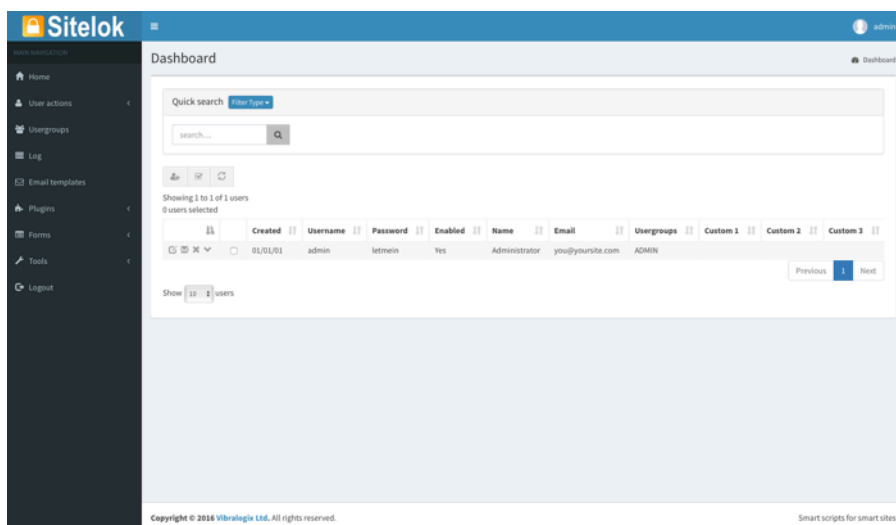 Sitelok
admin
MAIN NAVIGATION
Dashboard
Dashboard
Home
User actions
Usergroups
Log
Email templates
Plugins
Forms
Tools
Logout
Quick search Filter Type
search...
Showing 1 to 1 of 1 users
0 users selected
Created Username Password Enabled Name Email Usergroups Custom 1 Custom 2 Custom 3
01/01/01 admin letmein Yes Administrator you@yoursite.com ADMIN
Previous 1 Next
Show 10 users
Copyright © 2016 Vibralogix Ltd. All rights reserved.
Smart scripts for smart sites